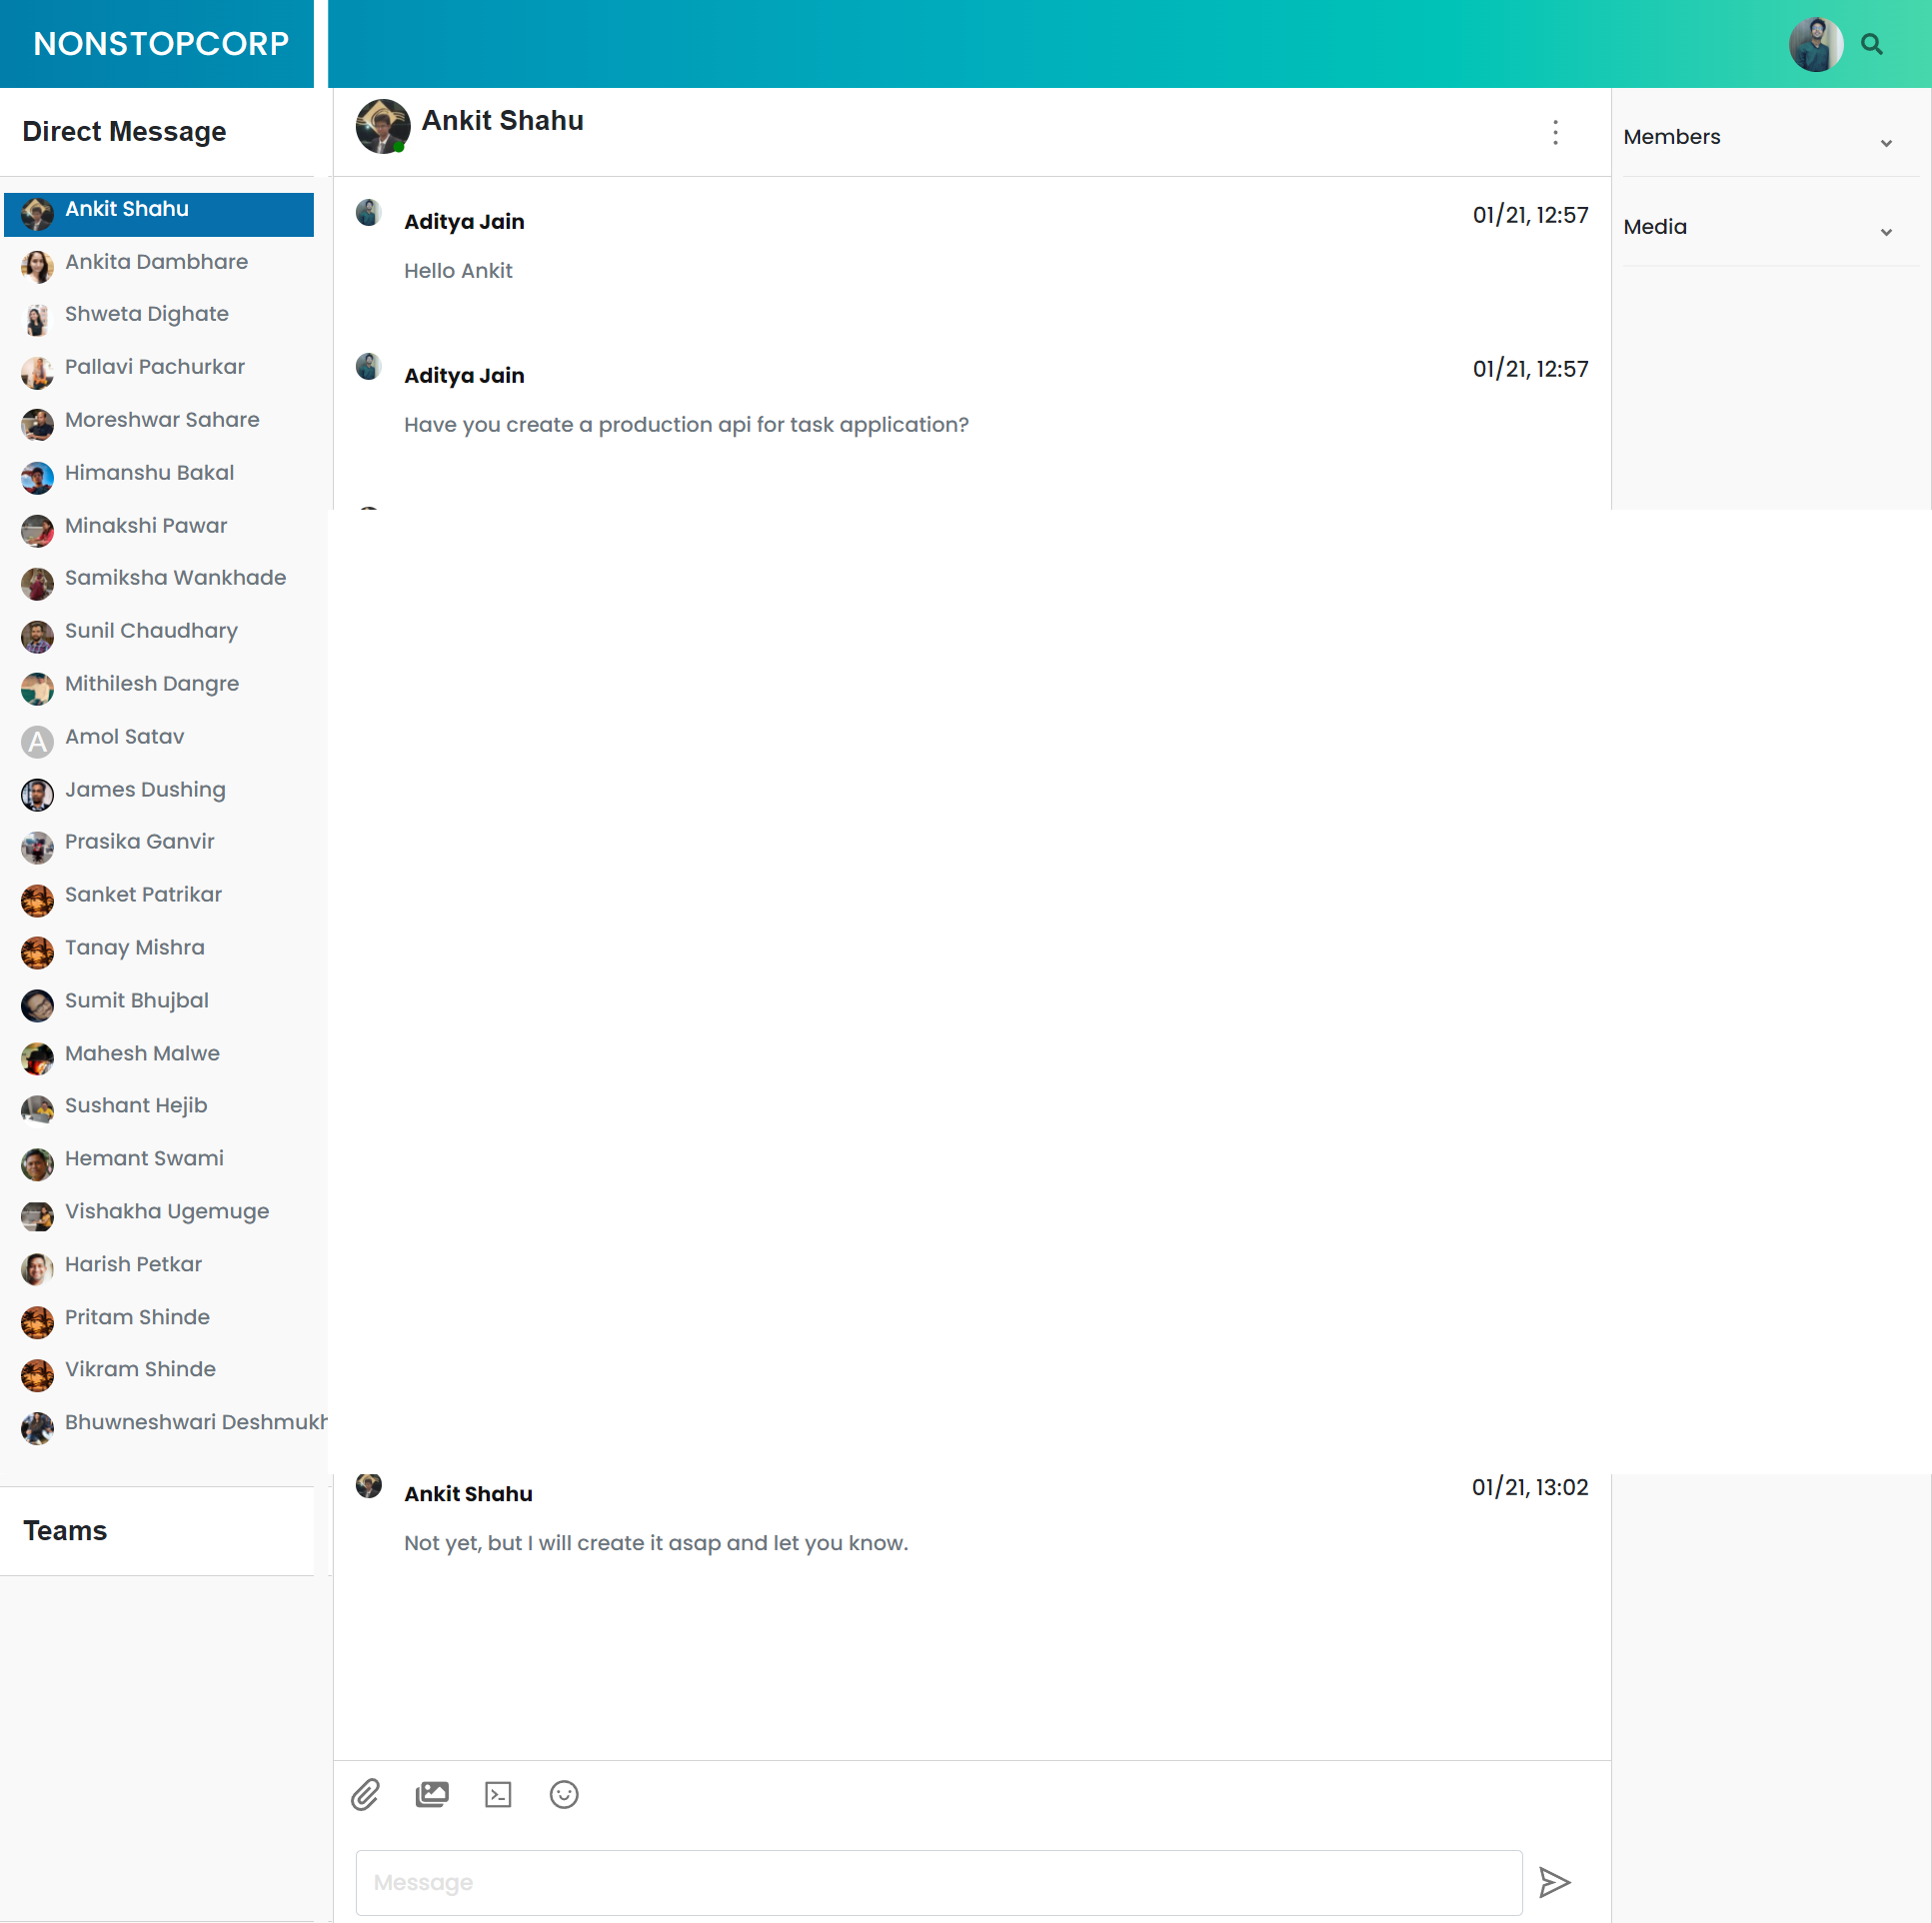 NONSTOPCORP
Direct Message
Ankit Shahu
Ankita Dambhare
Shweta Dighate
Pallavi Pachurkar
Moreshwar Sahare
Himanshu Bakal
Minakshi Pawar
Samiksha Wankhade
Sunil Chaudhary
Mithilesh Dangre
A Amol Satav
James Dushing
Prasika Ganvir
Sanket Patrikar
Tanay Mishra
Sumit Bhujbal
Mahesh Malwe
Sushant Hejib
Hemant Swami
Vishakha Ugemuge
Harish Petkar
Pritam Shinde
Vikram Shinde
Bhuwneshwari Deshmukh
Teams
Ankit Shahu
Aditya Jain 01/21, 12:57
Hello Ankit
Aditya Jain 01/21, 12:57
Have you create a production api for task application?
Ankit Shahu 01/21, 13:02
Not yet, but I will create it asap and let you know.
Message
Members
Media